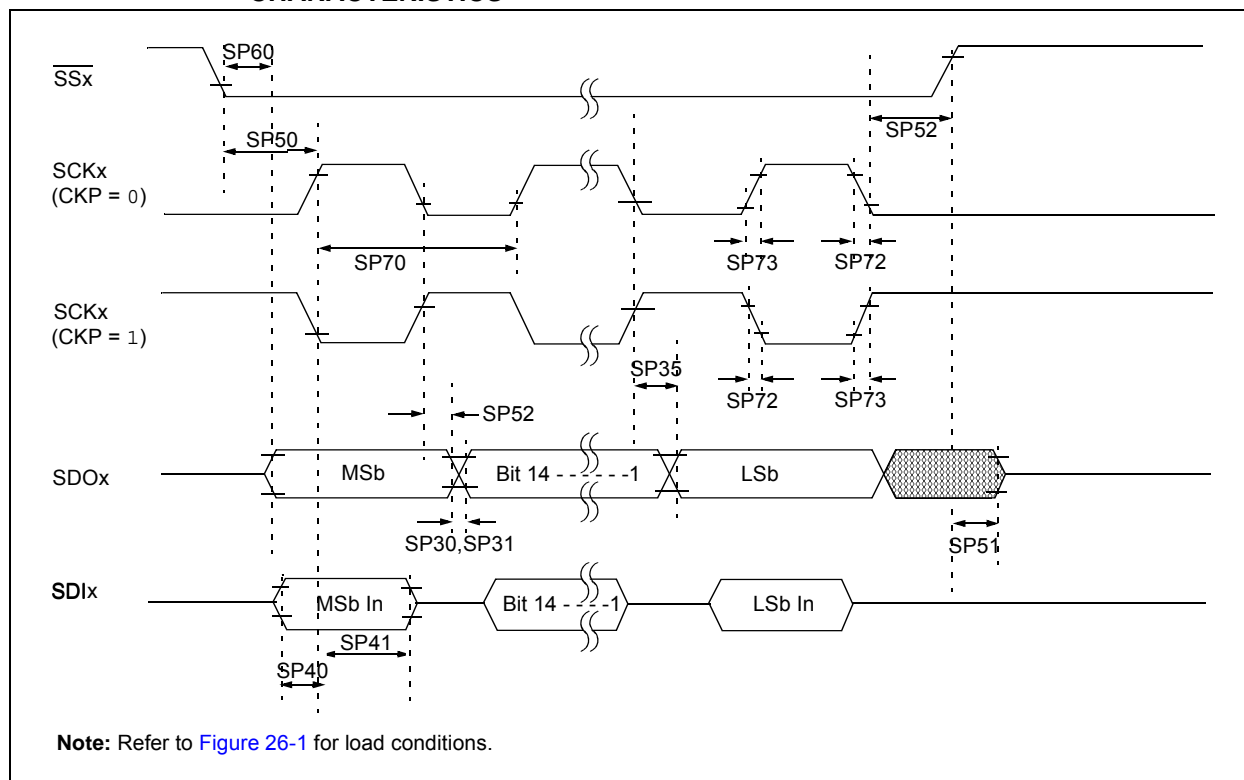 CHARACTERISTICS
SP60
SSx
SP52
SP50
SCKx
(CKP = 0)
SP70
SP73
SP72
SCKx
(CKP = 1)
SP35
SP52
SP72
SP73
SDOx
MSb
Bit 14 - - - - - -1
LSb
SP30,SP31
SP51
SDIx
MSb In
Bit 14 - - - - -1
LSb In
SP41
SP40
Note: Refer to Figure 26-1 for load conditions.